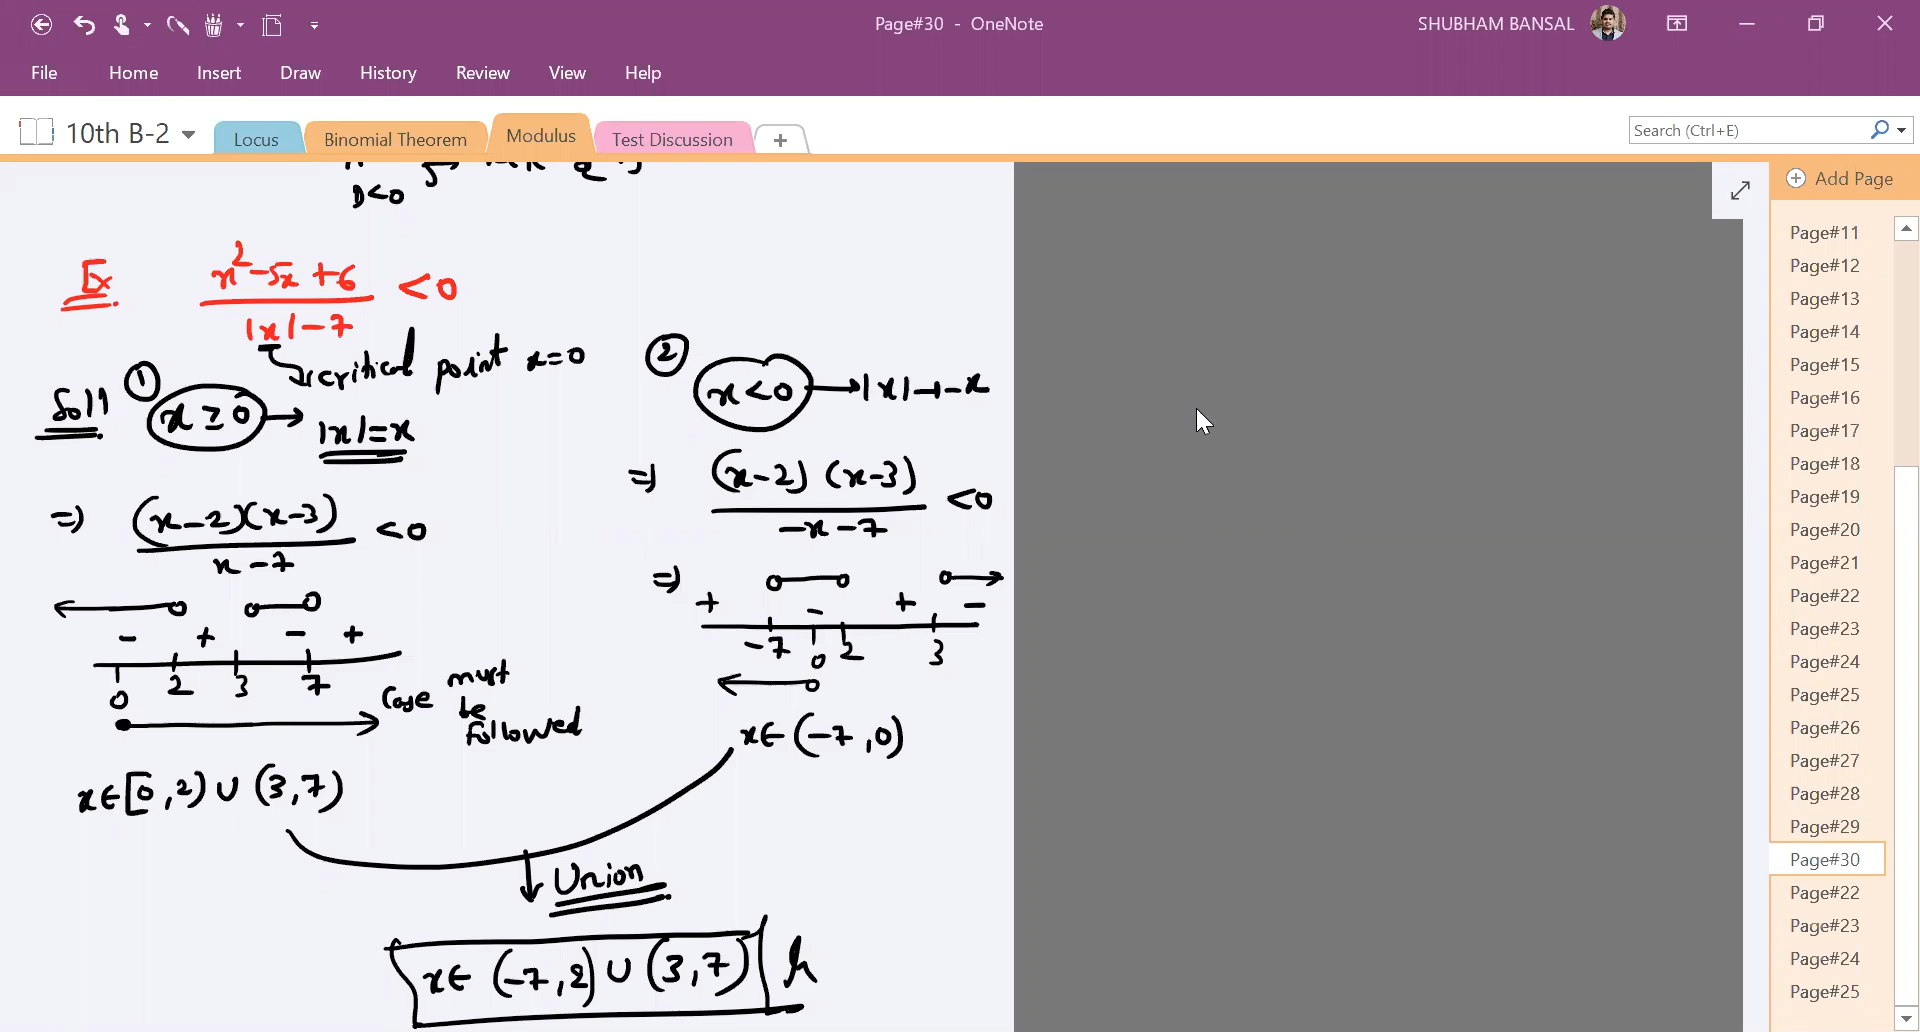 Page#30 - OneNote
SHUBHAM BANSAL
File Home Insert Draw History Review View Help
10th B-2
Locus
Binomial Theorem
Modulus
Test Discussion
Search (Ctrl+E)
Add Page
D<0
Ex x²-5x+6 / |x|-7 <0
critical point x=0
Soln ① x≥0 → |x|=x
⇒ (x-2)(x-3) / x-7 <0
- + - +
0 2 3 7
Case must be followed
x∈[0,2)∪(3,7)
② x<0 → |x|→-x
⇒ (x-2)(x-3) / -x-7 <0
⇒ + - + -
-7 0 2 3
x∈(-7,0)
Union
x∈(-7,2)∪(3,7)
Page#11
Page#12
Page#13
Page#14
Page#15
Page#16
Page#17
Page#18
Page#19
Page#20
Page#21
Page#22
Page#23
Page#24
Page#25
Page#26
Page#27
Page#28
Page#29
Page#30
Page#22
Page#23
Page#24
Page#25